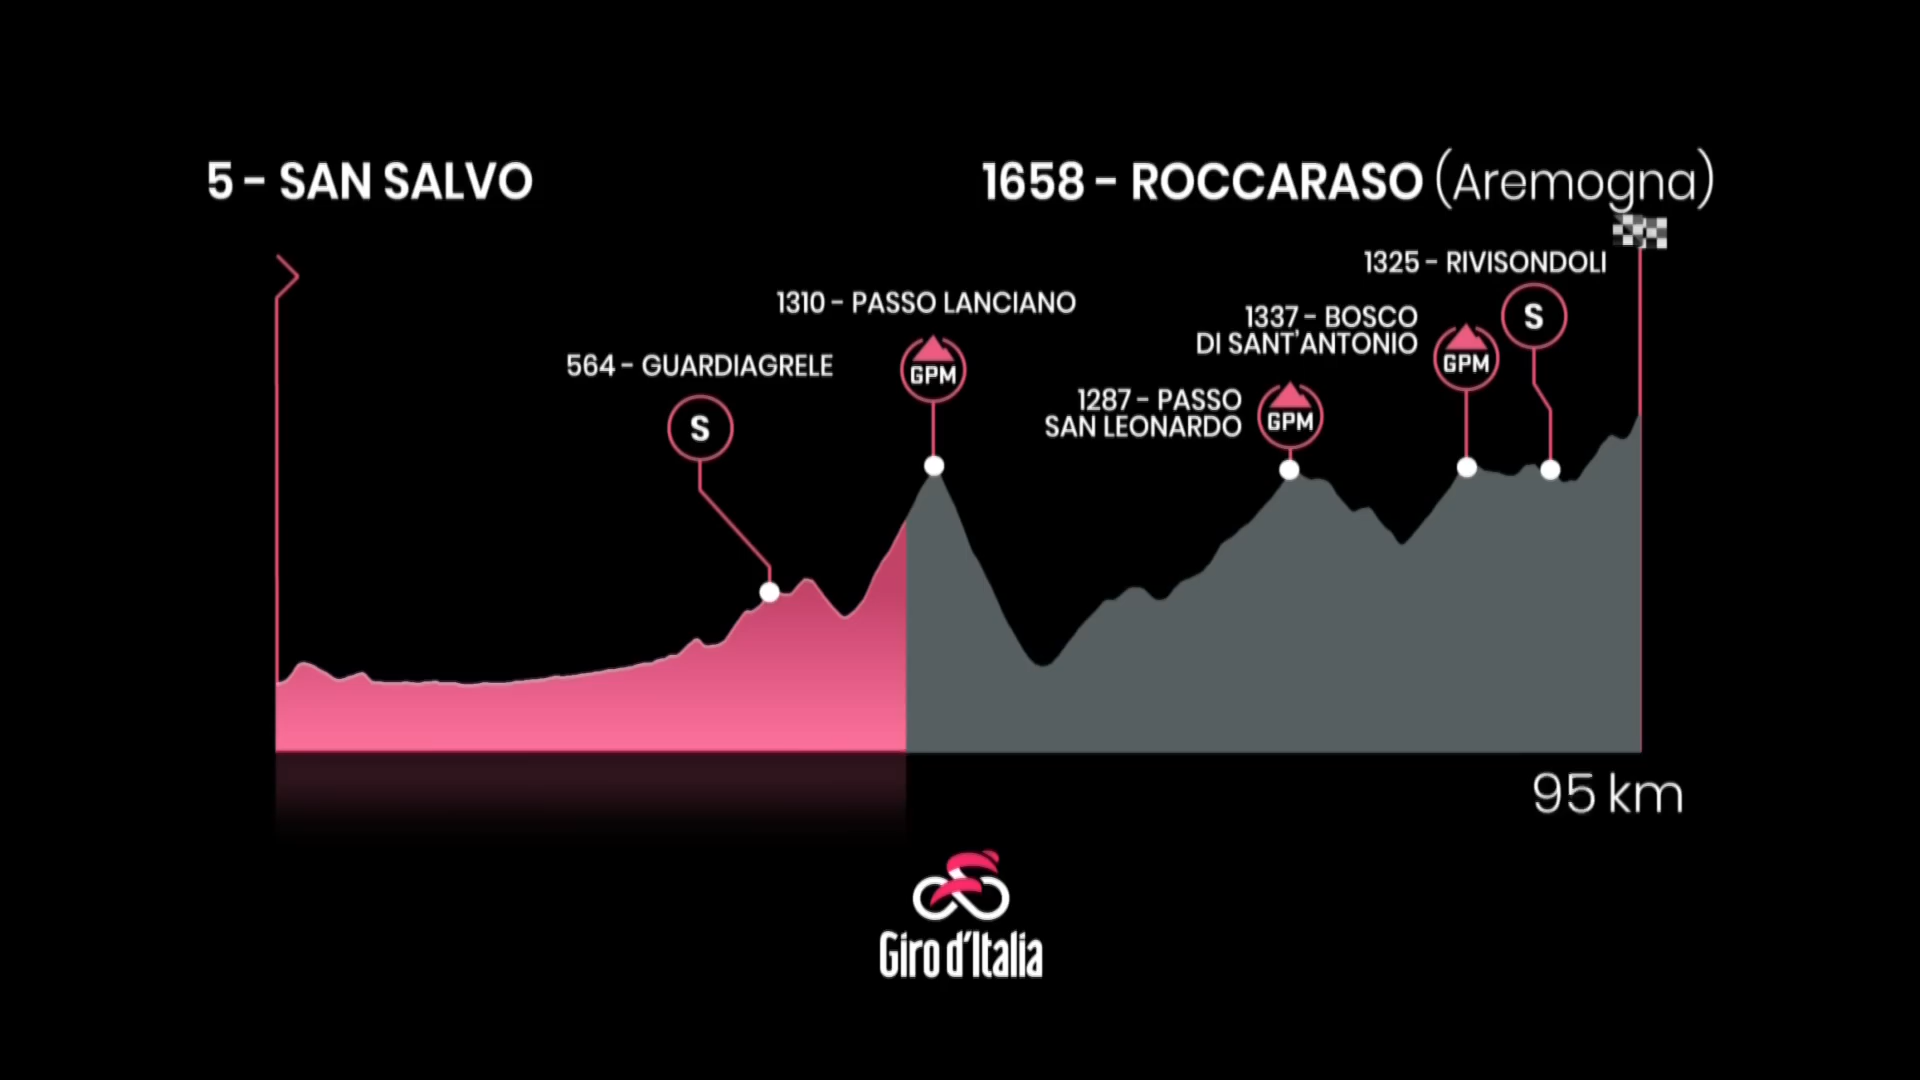 5 - SAN SALVO
1658 - ROCCARASO (Aremogna)
1325 - RIVISONDOLI
S
1310 - PASSO LANCIANO
GPM
1337 - BOSCO
DI SANT'ANTONIO
GPM
564 - GUARDIAGRELE
S
1287 - PASSO
SAN LEONARDO
GPM
95 km
Giro d'Italia